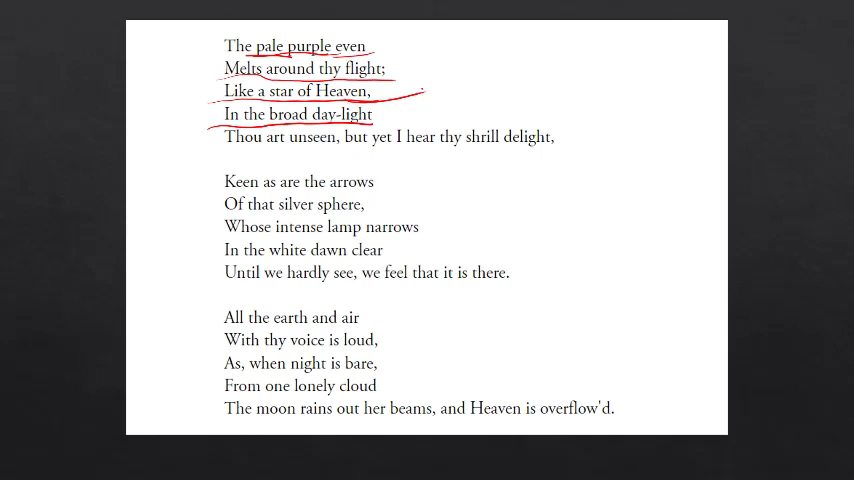 The pale purple even
Melts around thy flight;
Like a star of Heaven,
In the broad day-light
Thou art unseen, but yet I hear thy shrill delight,
Keen as are the arrows
Of that silver sphere,
Whose intense lamp narrows
In the white dawn clear
Until we hardly see, we feel that it is there.
All the earth and air
With thy voice is loud,
As, when night is bare,
From one lonely cloud
The moon rains out her beams, and Heaven is overflow'd.